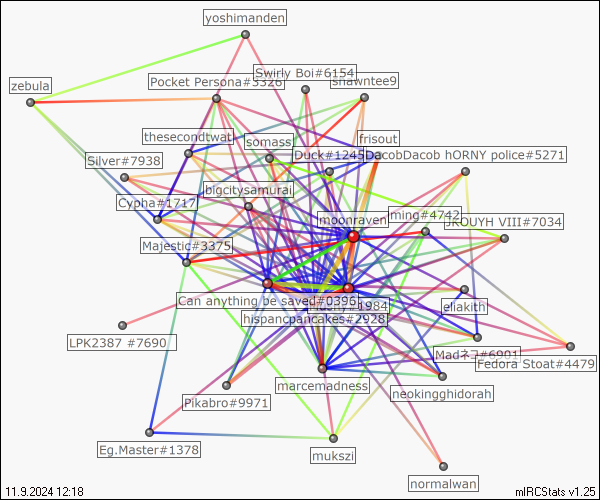 yoshimanden
Swirly Boi#6154
zebula
Pocket Persona#3326
shawntee9
thesecondtwat
somass
frisout
Silver#7938
Duck#1245
DacobDacob hORNY police#5271
bigcitysamurai
Cypha#1717
moonraven
ming#4742
JROUYH VIII#7034
Majestic#3375
Can anything be saved#0396
#1984
eliakith
hispancpancakes#2928
LPK2387 #7690
Madネコ#6901
Fedora Stoat#4479
marcemadness
neokingghidorah
Pikabro#9971
Eg.Master#1378
mukszi
normalwan
11.9.2024 12:18
mIRCStats v1.25